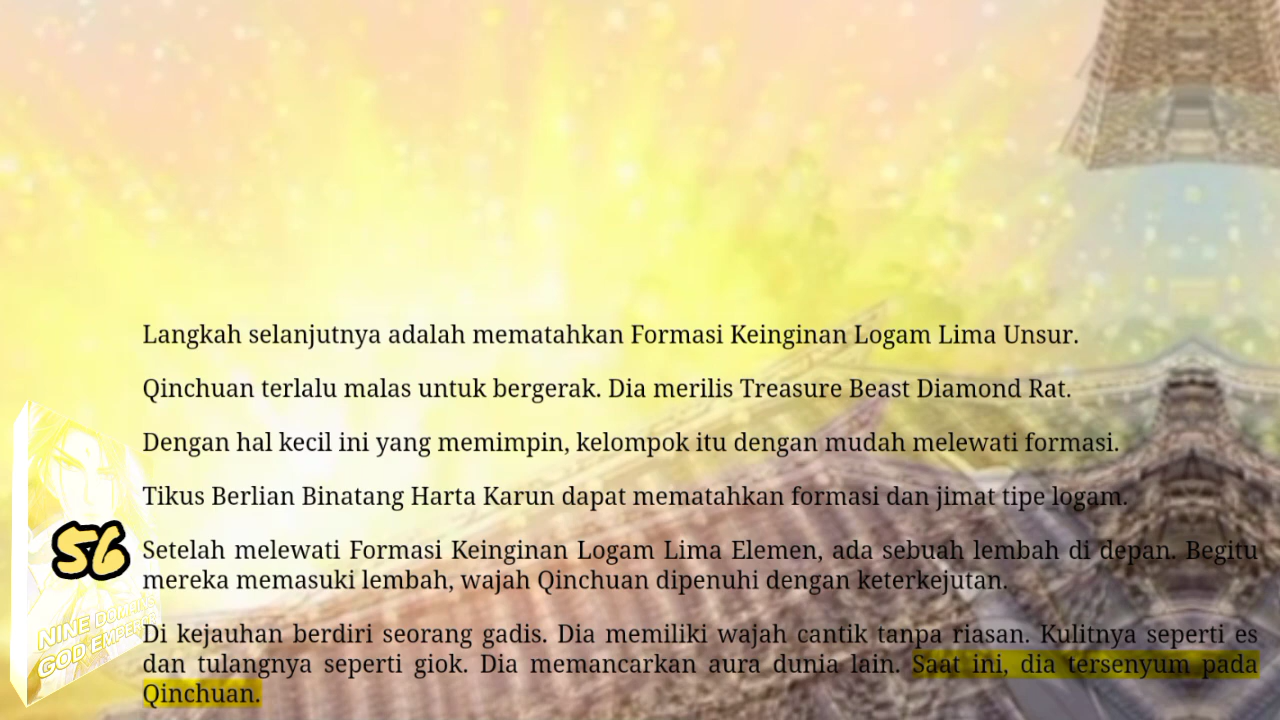 Langkah selanjutnya adalah mematahkan Formasi Keinginan Logam Lima Unsur.
Qinchuan terlalu malas untuk bergerak. Dia merilis Treasure Beast Diamond Rat.
Dengan hal kecil ini yang memimpin, kelompok itu dengan mudah melewati formasi.
Tikus Berlian Binatang Harta Karun dapat mematahkan formasi dan jimat tipe logam.
Setelah melewati Formasi Keinginan Logam Lima Elemen, ada sebuah lembah di depan. Begitu
mereka memasuki lembah, wajah Qinchuan dipenuhi dengan keterkejutan.
Di kejauhan berdiri seorang gadis. Dia memiliki wajah cantik tanpa riasan. Kulitnya seperti es
dan tulangnya seperti giok. Dia memancarkan aura dunia lain. Saat ini, dia tersenyum pada
Qinchuan.
56
NINE DOMAINS
GOD EMPEROR